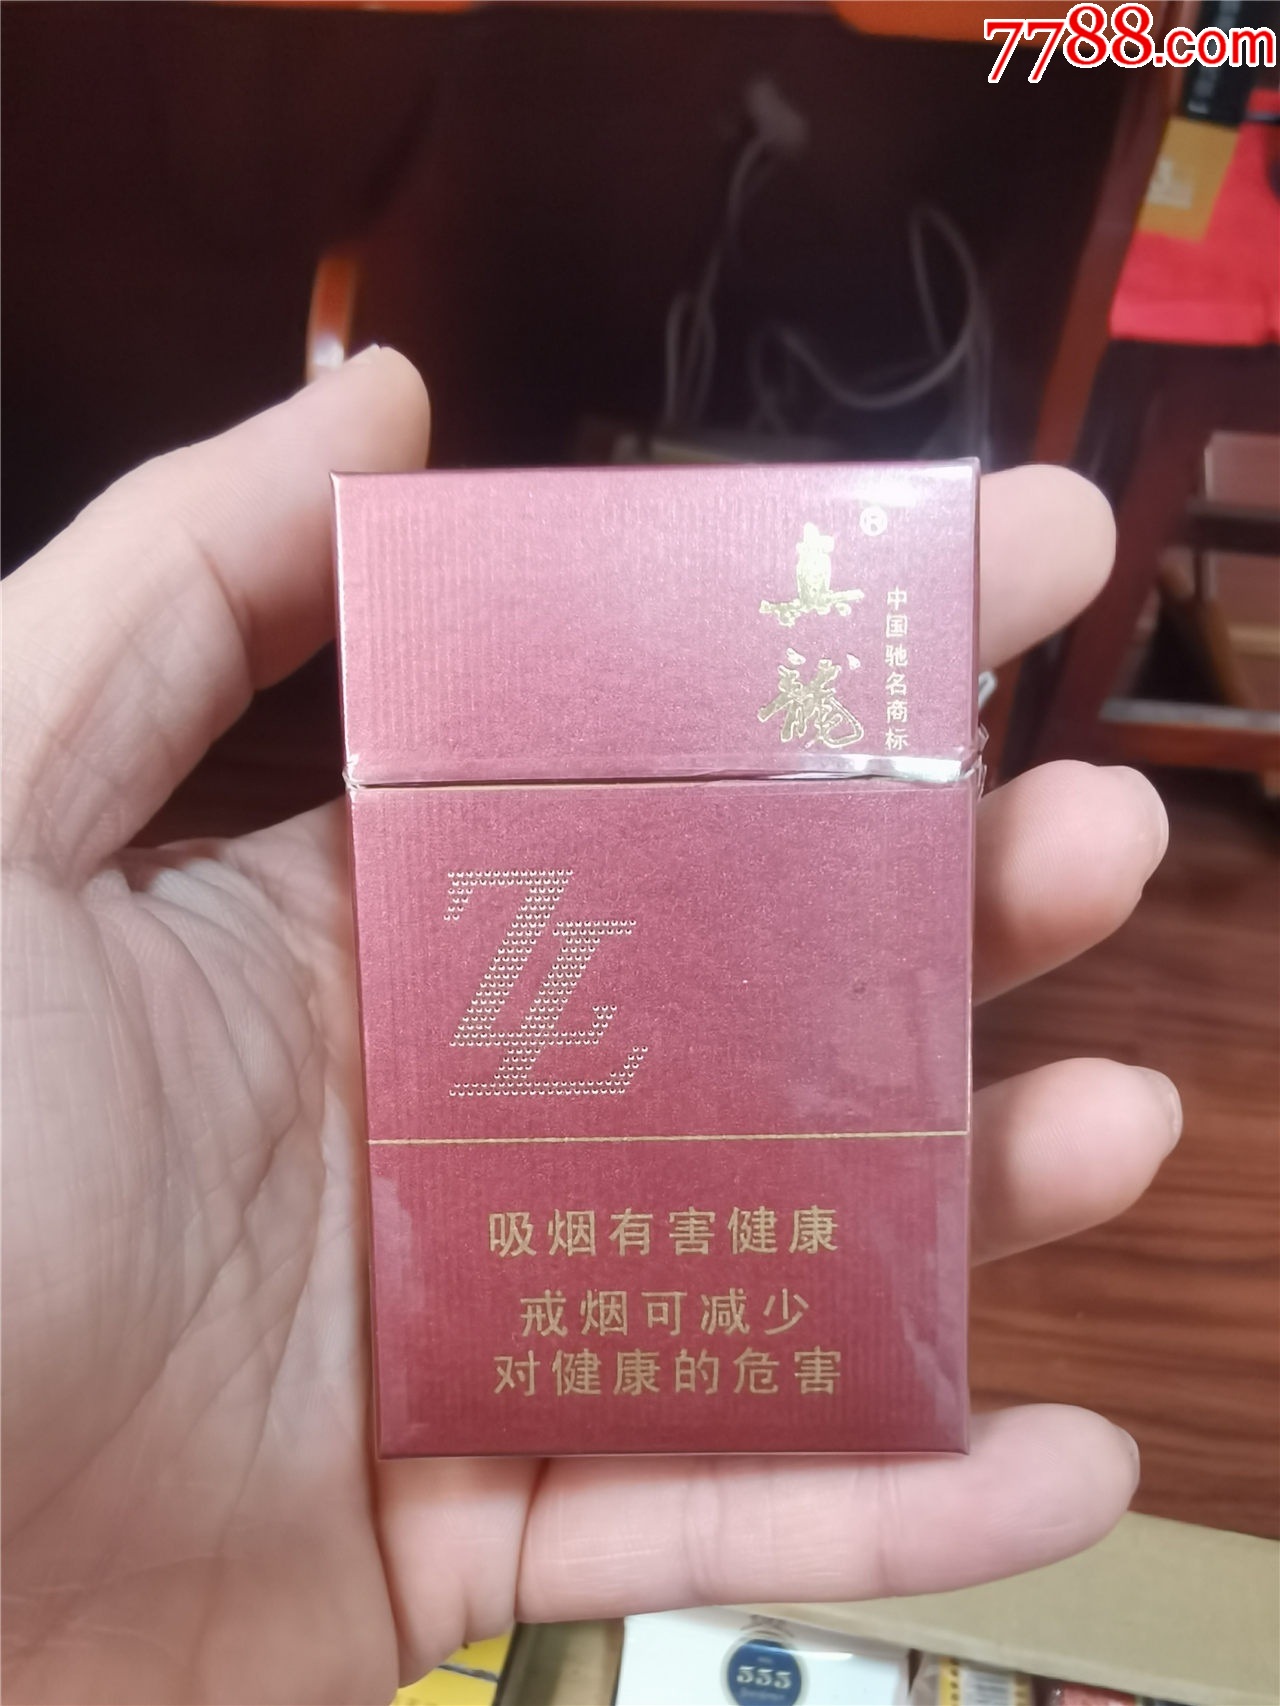 7788.com
真龍
®
中国驰名商标
ZL
吸烟有害健康
戒烟可减少
对健康的危害
555